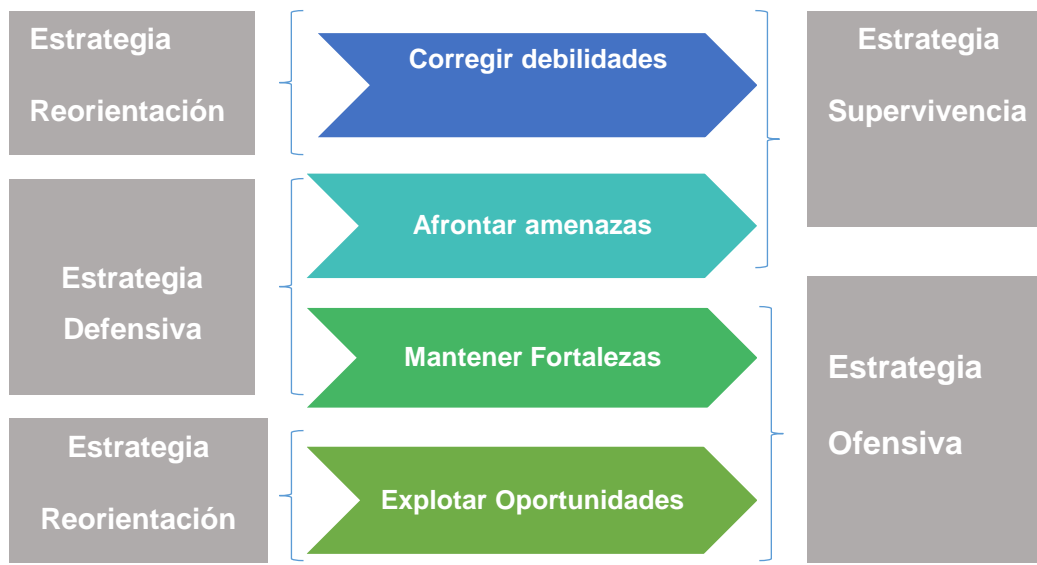 Estrategia
Reorientación
Corregir debilidades
Estrategia
Supervivencia
Afrontar amenazas
Estrategia
Defensiva
Mantener Fortalezas
Estrategia
Ofensiva
Estrategia
Reorientación
Explotar Oportunidades